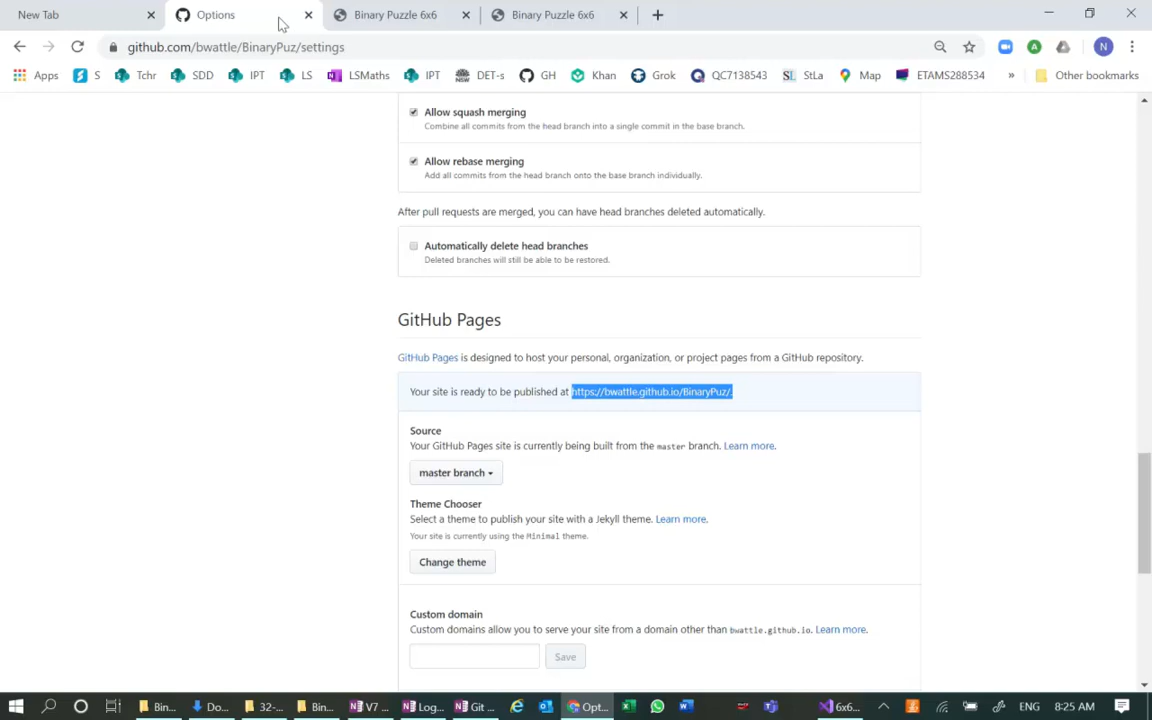 New Tab
Options
Binary Puzzle 6x6
Binary Puzzle 6x6
github.com/bwattle/BinaryPuz/settings
N
Apps
S
Tchr
SDD
IPT
LS
LSMaths
IPT
DET-s
GH
Khan
Grok
QC7138543
SL StLa
Map
ETAMS288534
»
Other bookmarks
Allow squash merging
Combine all commits from the head branch into a single commit in the base branch.
Allow rebase merging
Add all commits from the head branch onto the base branch individually.
After pull requests are merged, you can have head branches deleted automatically.
Automatically delete head branches
Deleted branches will still be able to be restored.
GitHub Pages
GitHub Pages is designed to host your personal, organization, or project pages from a GitHub repository.
Your site is ready to be published at https://bwattle.github.io/BinaryPuz/.
Source
Your GitHub Pages site is currently being built from the master branch. Learn more.
master branch
Theme Chooser
Select a theme to publish your site with a Jekyll theme. Learn more.
Your site is currently using the Minimal theme.
Change theme
Custom domain
Custom domains allow you to serve your site from a domain other than bwattle.github.io. Learn more.
Save
Bin...
Do...
32-...
Bin...
V7 ...
Log...
Git ...
Opt...
6x6...
ENG
8:25 AM